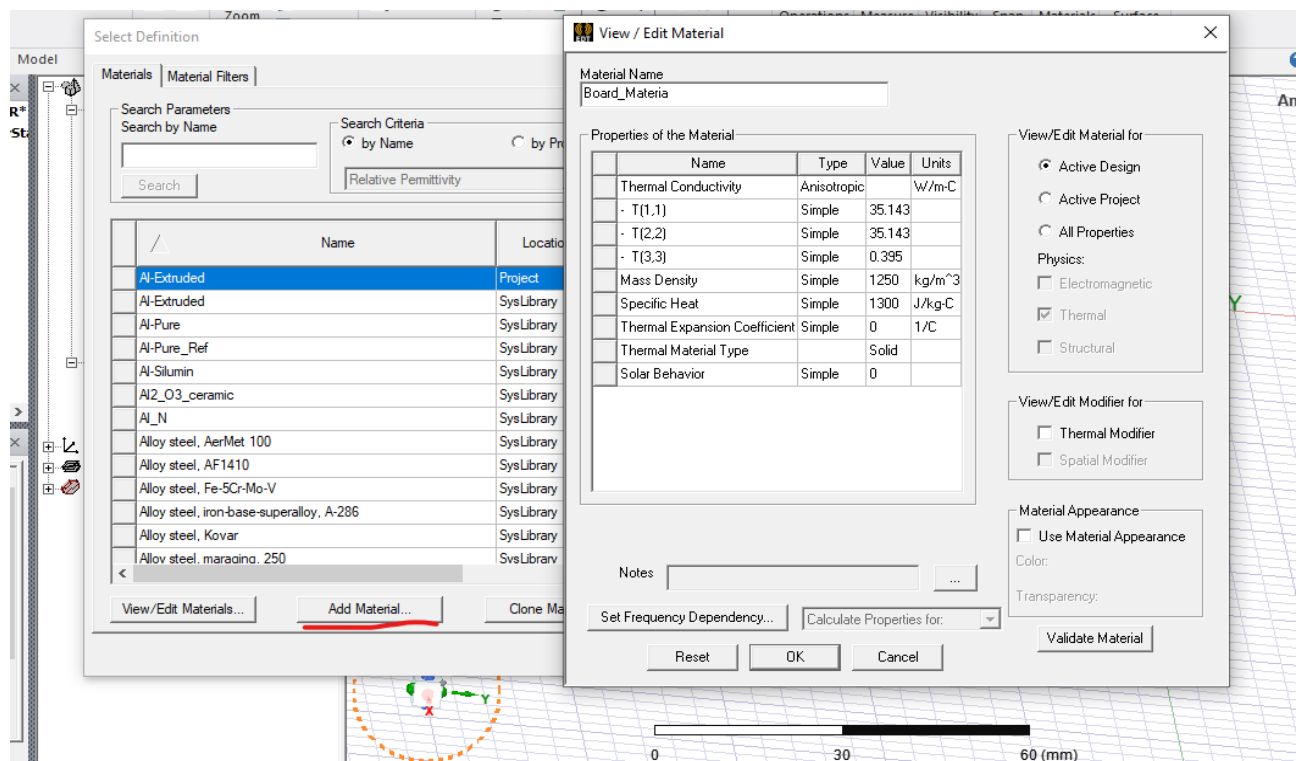 Zoom
Operations Measure Visibility Snap Materials Surface
Model
R*
Select Definition
Materials
Material Filters
Search Parameters
Search by Name
Search Criteria
by Name
by Pr
Search
Relative Permittivity
Name Locatio
Al-Extruded Project
Al-Extruded SysLibrary
Al-Pure SysLibrary
Al-Pure_Ref SysLibrary
Al-Silumin SysLibrary
Al2_O3_ceramic SysLibrary
Al_N SysLibrary
Alloy steel, AerMet 100 SysLibrary
Alloy steel, AF1410 SysLibrary
Alloy steel, Fe-5Cr-Mo-V SysLibrary
Alloy steel, iron-base-superalloy, A-286 SysLibrary
Alloy steel, Kovar SysLibrary
Alloy steel, maraging, 250 SysLibrary
View/Edit Materials...
Add Material...
Clone Ma
EDT
View / Edit Material
Material Name
Board_Materia
Properties of the Material
Name Type Value Units
Thermal Conductivity Anisotropic W/m-C
- T(1,1) Simple 35.143
- T(2,2) Simple 35.143
- T(3,3) Simple 0.395
Mass Density Simple 1250 kg/m^3
Specific Heat Simple 1300 J/kg-C
Thermal Expansion Coefficient Simple 0 1/C
Thermal Material Type Solid
Solar Behavior Simple 0
View/Edit Material for
Active Design
Active Project
All Properties
Physics:
Electromagnetic
Thermal
Structural
View/Edit Modifier for
Thermal Modifier
Spatial Modifier
Material Appearance
Use Material Appearance
Color:
Transparency:
Notes
...
Set Frequency Dependency...
Calculate Properties for:
Validate Material
Reset
OK
Cancel
An
Y
Y
X
0 30 60 (mm)